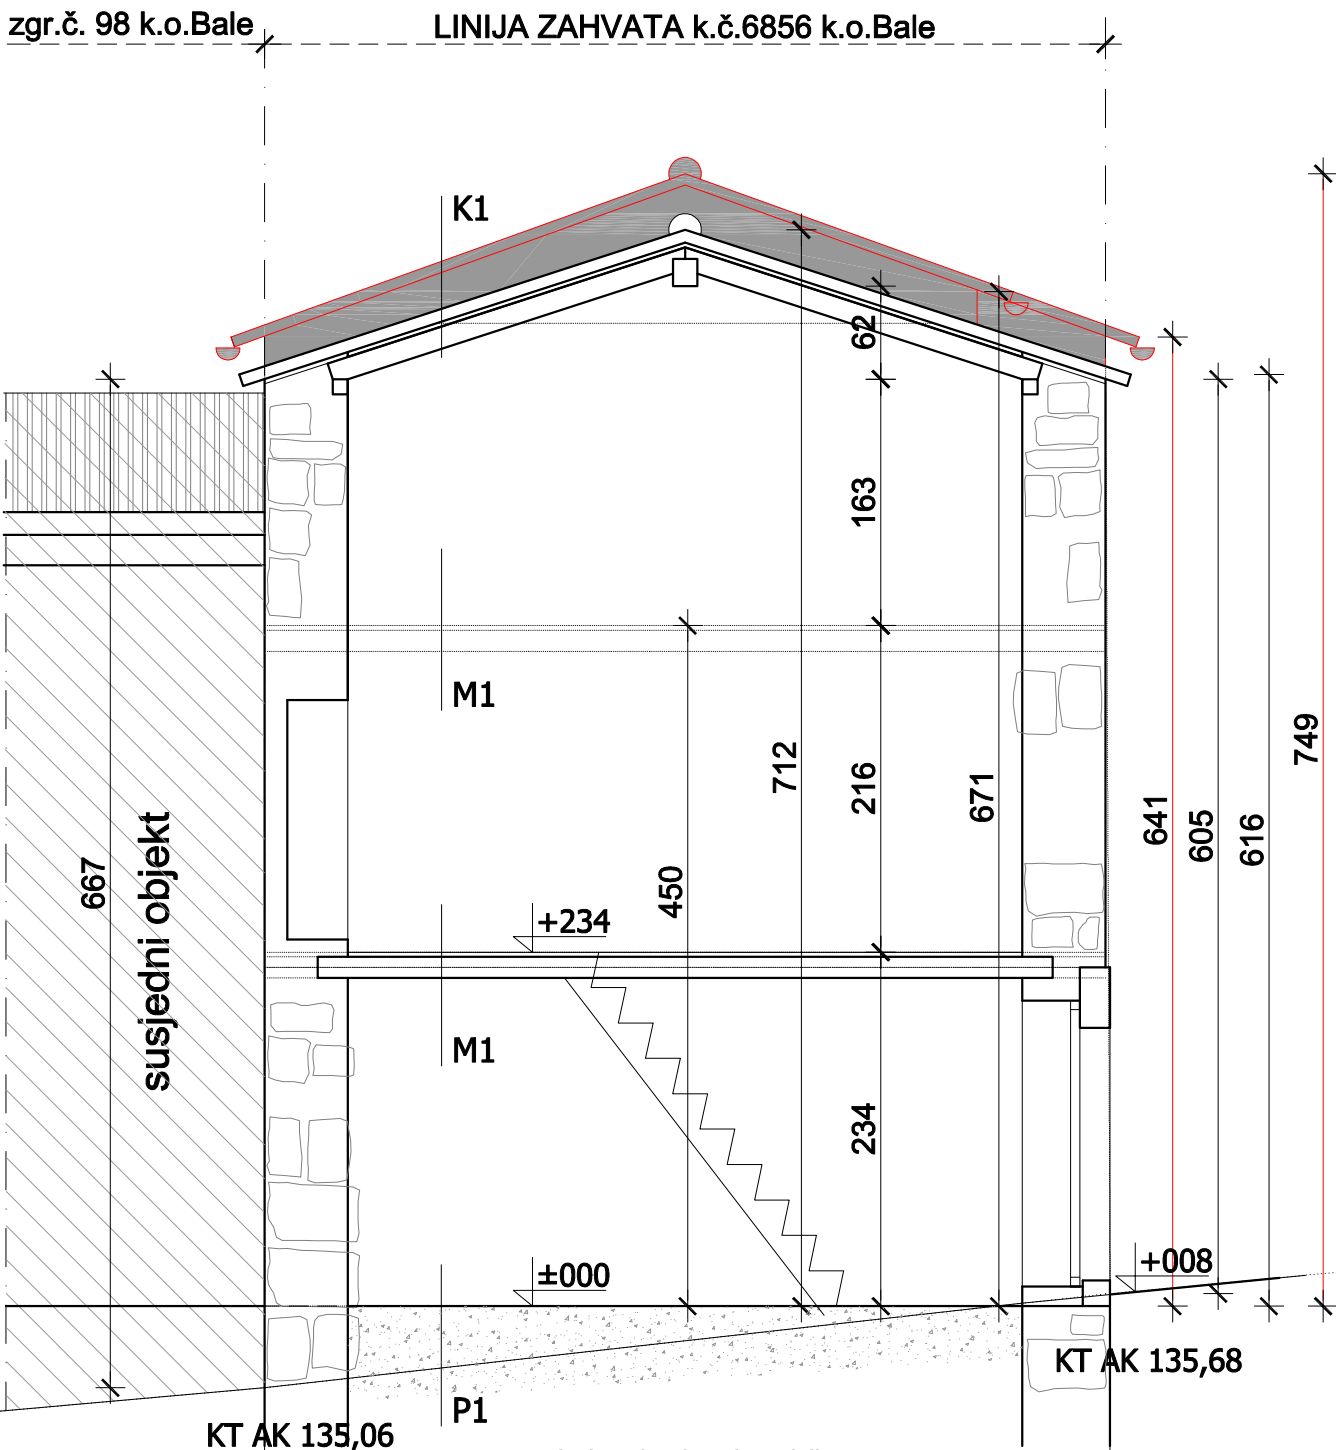 zgr.č. 98 k.o.Bale
LINIJA ZAHVATA k.č.6856 k.o.Bale
K1
62
163
M1
712
216
671
749
641
605
616
667
susjedni objekt
450
+234
M1
234
±000
+008
KT AK 135,68
P1
KT AK 135,06